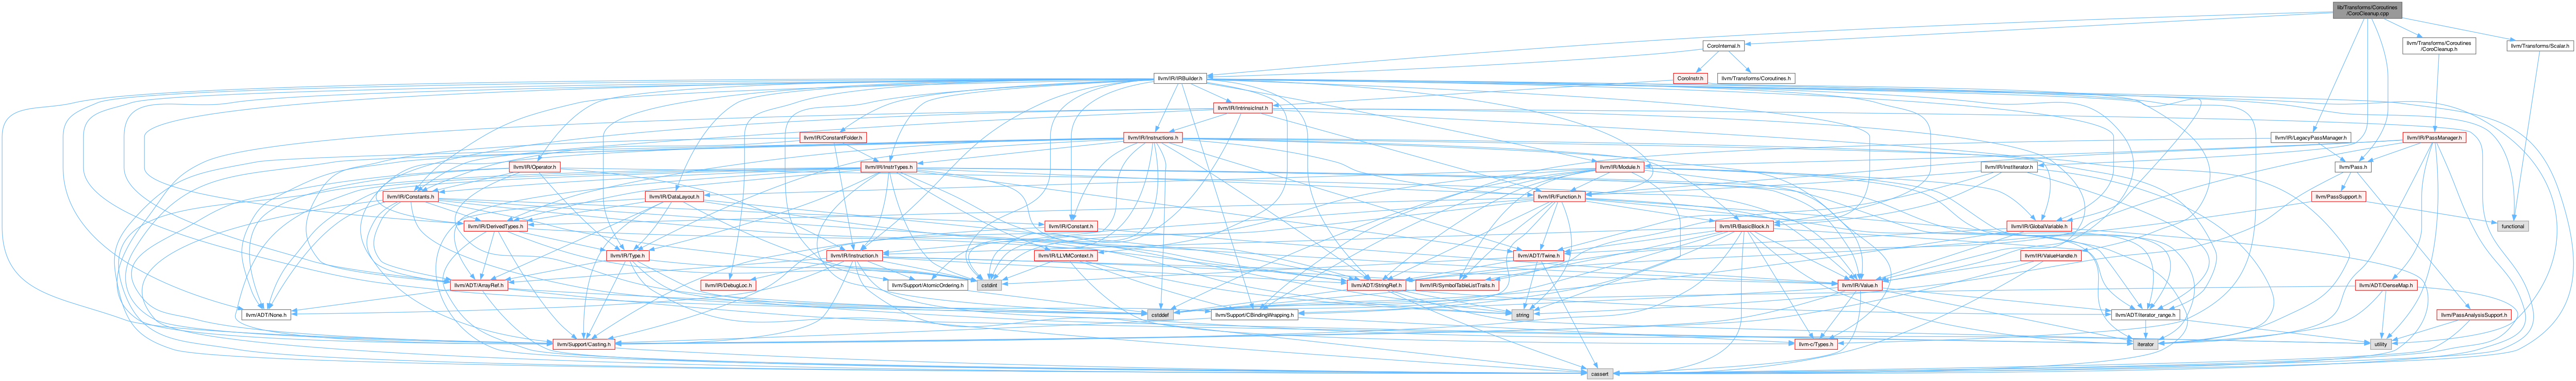 lib/Transforms/Coroutines
/CoroCleanup.cpp
CoroInternal.h
llvm/Transforms/Coroutines
/CoroCleanup.h
llvm/Transforms/Scalar.h
llvm/IR/IRBuilder.h
CoroInstr.h
llvm/Transforms/Coroutines.h
llvm/IR/IntrinsicInst.h
llvm/IR/ConstantFolder.h
llvm/IR/Instructions.h
llvm/IR/LegacyPassManager.h
llvm/IR/PassManager.h
llvm/IR/Operator.h
llvm/IR/InstrTypes.h
llvm/IR/Module.h
llvm/IR/InstIterator.h
llvm/Pass.h
llvm/IR/Constants.h
llvm/IR/DataLayout.h
llvm/IR/Function.h
llvm/PassSupport.h
llvm/IR/DerivedTypes.h
llvm/IR/Constant.h
llvm/IR/BasicBlock.h
llvm/IR/GlobalVariable.h
functional
llvm/IR/Type.h
llvm/IR/Instruction.h
llvm/IR/LLVMContext.h
llvm/ADT/Twine.h
llvm/IR/ValueHandle.h
llvm/ADT/ArrayRef.h
llvm/IR/DebugLoc.h
llvm/Support/AtomicOrdering.h
cstdint
llvm/ADT/StringRef.h
llvm/IR/SymbolTableListTraits.h
llvm/IR/Value.h
llvm/ADT/DenseMap.h
llvm/ADT/None.h
cstddef
llvm/Support/CBindingWrapping.h
string
llvm/ADT/iterator_range.h
llvm/PassAnalysisSupport.h
llvm/Support/Casting.h
llvm-c/Types.h
iterator
utility
cassert